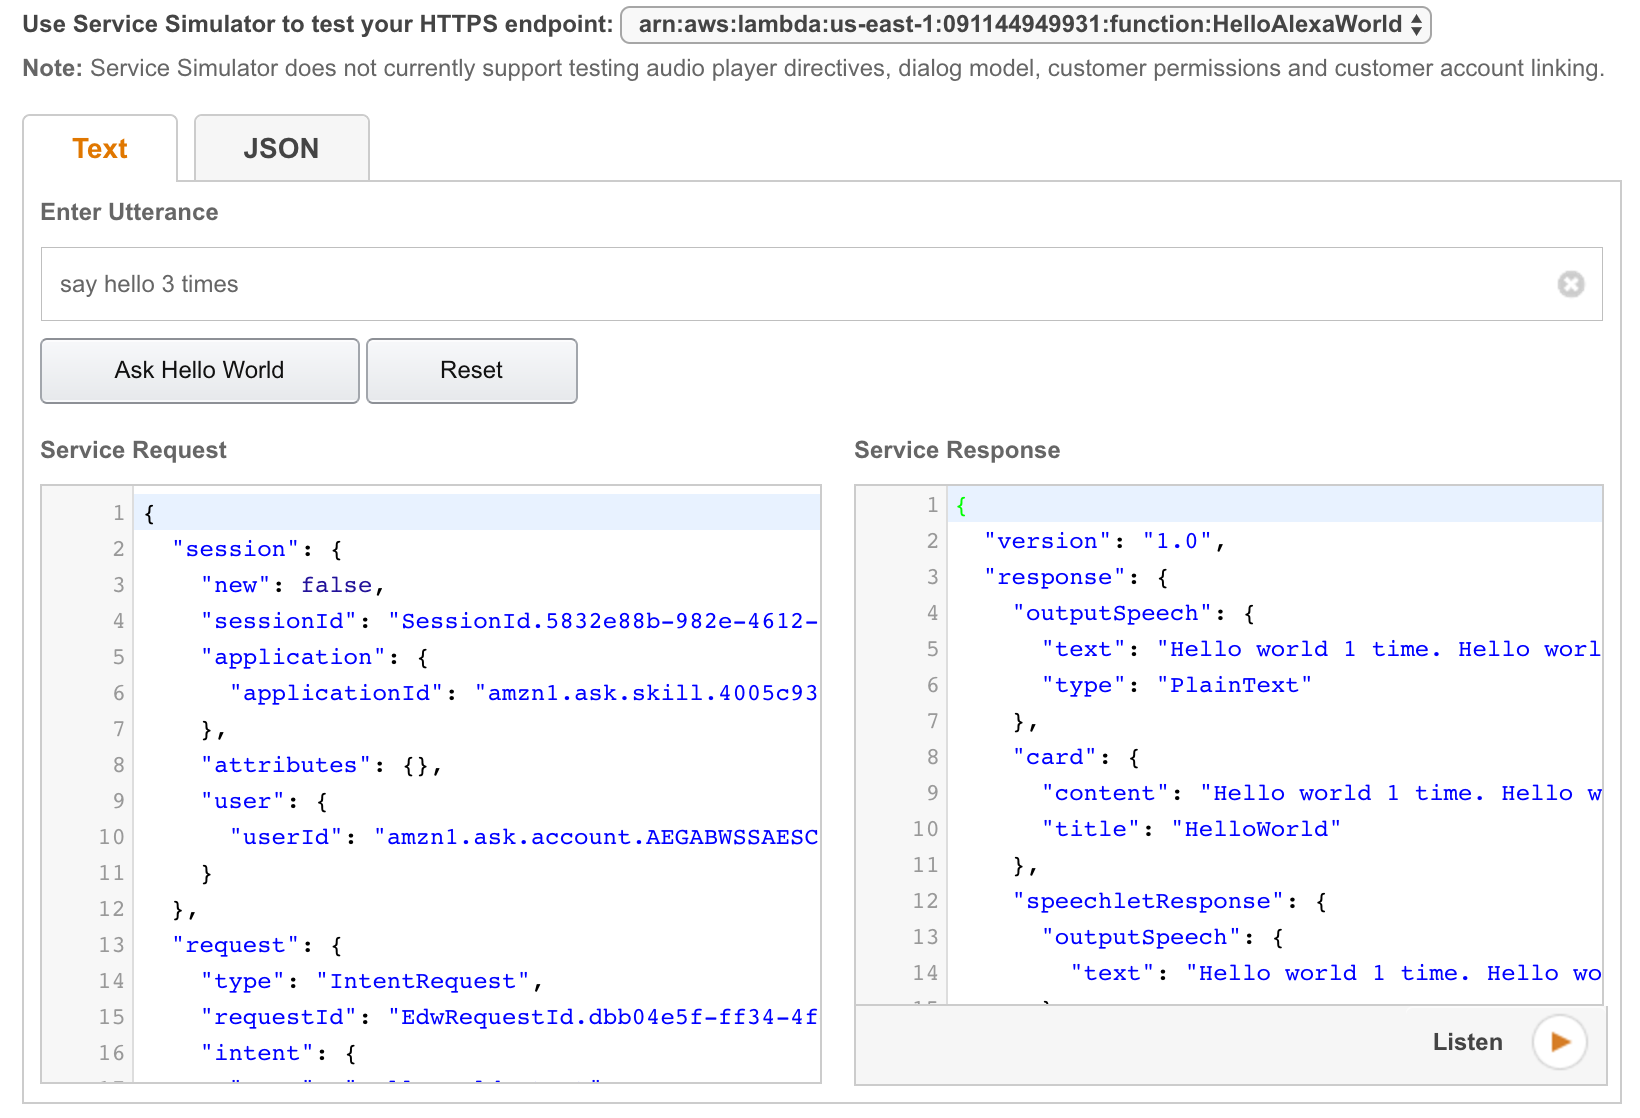 Use Service Simulator to test your HTTPS endpoint: arn:aws:lambda:us-east-1:091144949931:function:HelloAlexaWorld
Note: Service Simulator does not currently support testing audio player directives, dialog model, customer permissions and customer account linking.
Text JSON
Enter Utterance
say hello 3 times
Ask Hello World Reset
Service Request
1 {
2 "session": {
3 "new": false,
4 "sessionId": "SessionId.5832e88b-982e-4612-
5 "application": {
6 "applicationId": "amzn1.ask.skill.4005c93
7 },
8 "attributes": {},
9 "user": {
10 "userId": "amzn1.ask.account.AEGABWSSAESC
11 }
12 },
13 "request": {
14 "type": "IntentRequest",
15 "requestId": "EdwRequestId.dbb04e5f-ff34-4f
16 "intent": {
Service Response
1 {
2 "version": "1.0",
3 "response": {
4 "outputSpeech": {
5 "text": "Hello world 1 time. Hello worl
6 "type": "PlainText"
7 },
8 "card": {
9 "content": "Hello world 1 time. Hello w
10 "title": "HelloWorld"
11 },
12 "speechletResponse": {
13 "outputSpeech": {
14 "text": "Hello world 1 time. Hello wo
Listen